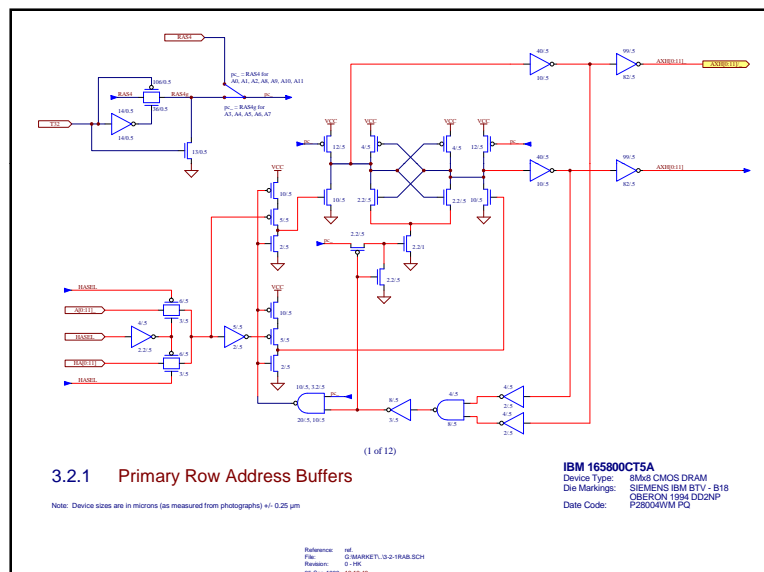 RAS4
pc_ = RAS4 for
A0, A1, A2, A8, A9, A10, A11
106/0.5
RAS4
RAS4g
pc_
36/0.5
14/0.5
pc_ = RAS4g for
A3, A4, A5, A6, A7
Y32
14/0.5
13/0.5
40/.5
10/.5
99/.5
82/.5
AXH[0:11]_
AXH[0:11]_
VCC
VCC
VCC
VCC
pc_
12/.5
4/.5
4/.5
12/.5
pc_
40/.5
10/.5
99/.5
82/.5
AXH[0:11]
VCC
10/.5
10/.5
2.2/.5
2.2/.5
10/.5
5/.5
2/.5
pc_
2.2/.5
2.2/1
2.2/.5
HASEL
6/.5
A[0:11]_
3/.5
HASEL
4/.5
2.2/.5
5/.5
2/.5
HA[0:11]
6/.5
3/.5
HASEL
VCC
10/.5
5/.5
2/.5
10/.5, 3.2/.5
pc_
20/.5, 10/.5
8/.5
3/.5
4/.5
8/.5
4/.5
2/.5
4/.5
2/.5
(1 of 12)
3.2.1 Primary Row Address Buffers
Note: Device sizes are in microns (as measured from photographs) +/- 0.25 µm
IBM 165800CT5A
Device Type: 8Mx8 CMOS DRAM
Die Markings: SIEMENS IBM BTV - B18
OBERON 1994 DD2NP
Date Code: P28004WM PQ
Reference: ref.
File: G:\MARKET\...\3-2-1RAB.SCH
Revision: 0 - HK